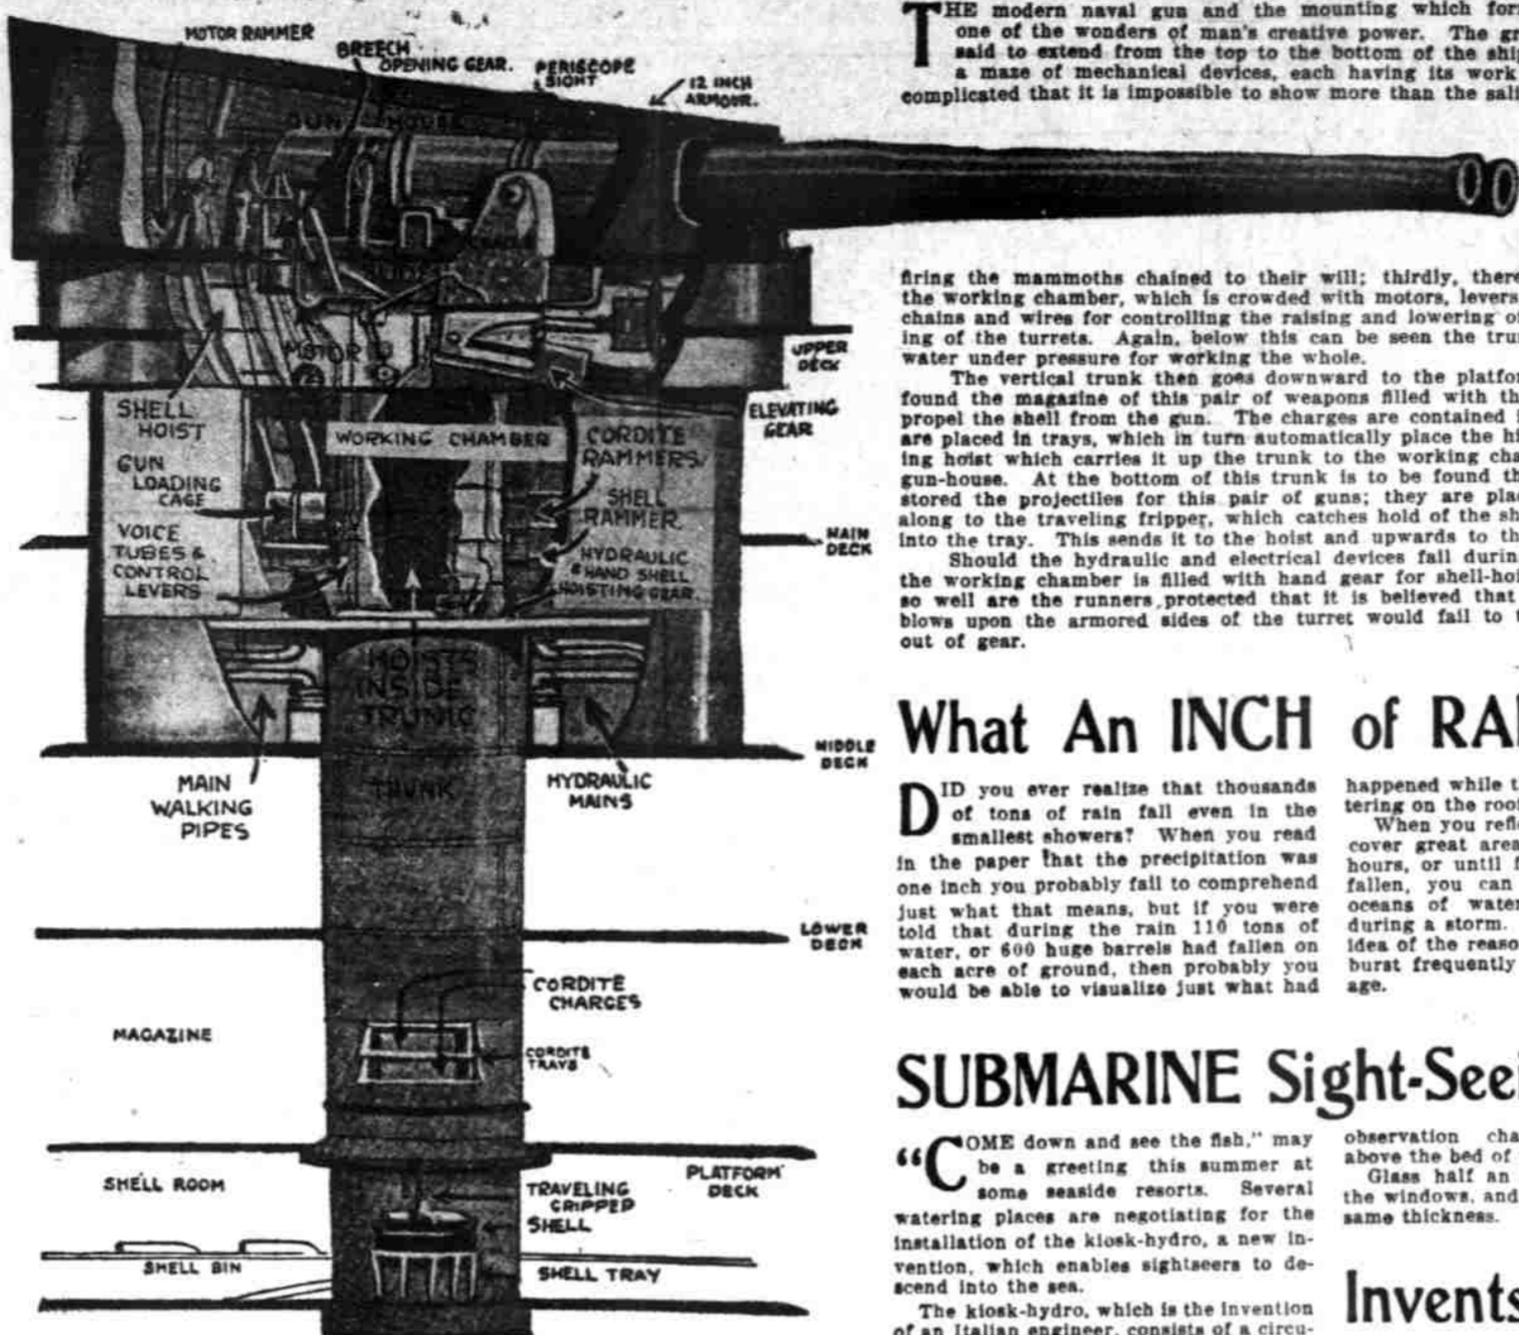 MOTOR RAMMER
BREECH
OPENING GEAR.
PERISCOPE
SIGHT
12 INCH
ARMOUR.
GUN HOUSE
MOTOR
UPPER
DECK
SHELL
HOIST
GUN
LOADING
CAGE
VOICE
TUBES &
CONTROL
LEVERS
WORKING CHAMBER
ELEVATING
GEAR
CORDITE
RAMMERS
SHELL
RAMMER.
HYDRAULIC
& HAND SHELL
HOISTING GEAR.
MAIN
DECK
HOISTS
INSIDE
TRUNK
MIDDLE
DECK
MAIN
WALKING
PIPES
TRUNK
HYDRAULIC
MAINS
LOWER
DECK
CORDITE
CHARGES
MAGAZINE
CORDITE
TRAYS
SHELL ROOM
PLATFORM
DECK
TRAVELING
GRIPPED
SHELL
SHELL BIN
SHELL TRAY
THE modern naval gun and the mounting which for
one of the wonders of man's creative power. The gr
said to extend from the top to the bottom of the ship
a maze of mechanical devices, each having its work
complicated that it is impossible to show more than the sali
firing the mammoths chained to their will; thirdly, there
the working chamber, which is crowded with motors, levers
chains and wires for controlling the raising and lowering of
ing of the turrets. Again, below this can be seen the trun
water under pressure for working the whole.
The vertical trunk then goes downward to the platfor
found the magazine of this pair of weapons filled with th
propel the shell from the gun. The charges are contained i
are placed in trays, which in turn automatically place the hi
ing hoist which carries it up the trunk to the working cha
gun-house. At the bottom of this trunk is to be found th
stored the projectiles for this pair of guns; they are plac
along to the traveling fripper, which catches hold of the sh
into the tray. This sends it to the hoist and upwards to th
Should the hydraulic and electrical devices fail durin
the working chamber is filled with hand gear for shell-hoi
so well are the runners protected that it is believed that
blows upon the armored sides of the turret would fail to t
out of gear.
What An INCH of RAI
DID you ever realize that thousands
of tons of rain fall even in the
smallest showers? When you read
in the paper that the precipitation was
one inch you probably fail to comprehend
just what that means, but if you were
told that during the rain 110 tons of
water, or 600 huge barrels had fallen on
each acre of ground, then probably you
would be able to visualize just what had
happened while t
tering on the roof
When you refle
cover great area
hours, or until f
fallen, you can
oceans of water
during a storm.
idea of the reaso
burst frequently
age.
SUBMARINE Sight-Seei
"COME down and see the fish," may
be a greeting this summer at
some seaside resorts. Several
watering places are negotiating for the
installation of the kiosk-hydro, a new in-
vention, which enables sightseers to de-
scend into the sea.
The kiosk-hydro, which is the invention
of an Italian engineer, consists of a circu-
observation cha
above the bed of
Glass half an
the windows, and
same thickness.
Invents